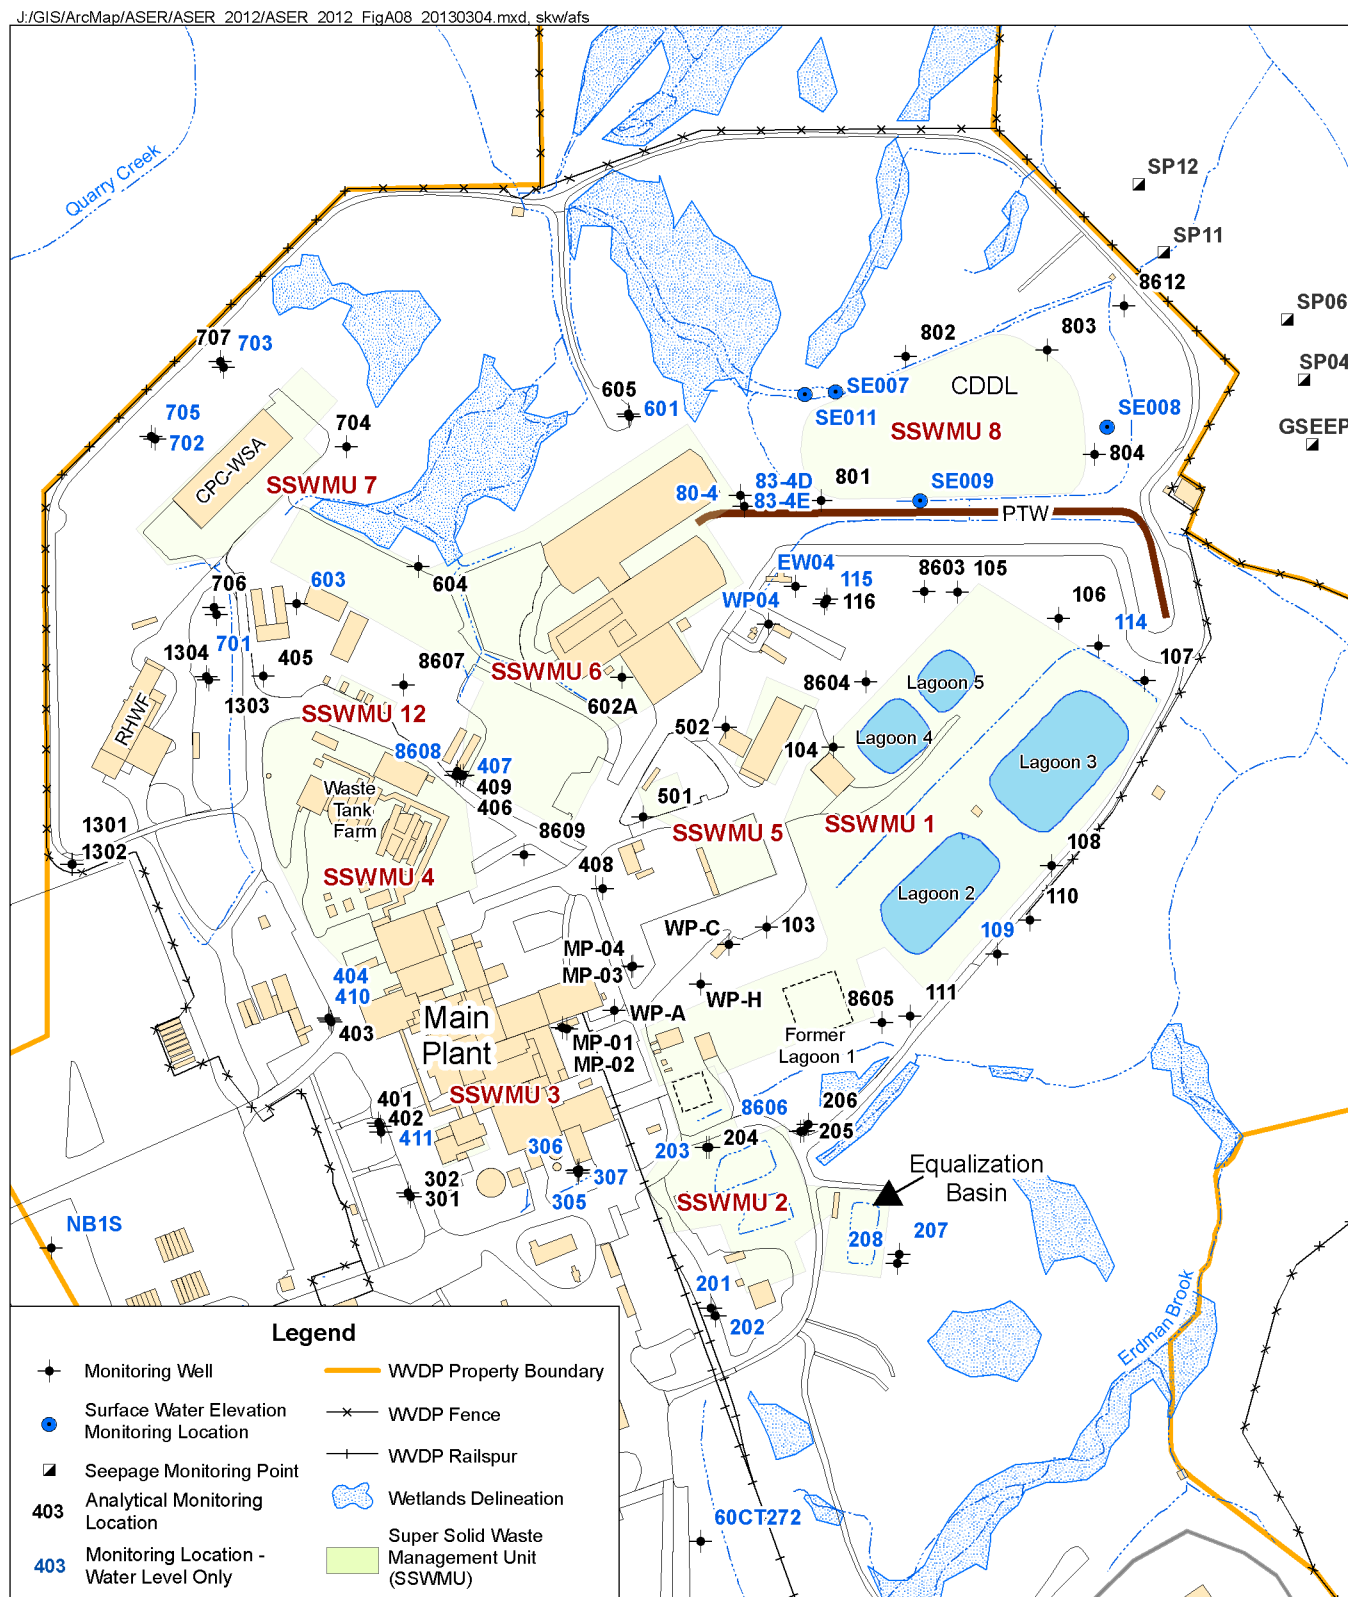 J:/GIS/ArcMap/ASER/ASER_2012/ASER_2012_FigA08_20130304.mxd, skw/afs
Quarry Creek
SP12
SP11
8612
SP06
SP04
GSEEP
802
803
CDDL
SE007
SE011
SSWMU 8
SE008
804
707
703
605
601
705
702
704
CPC-WSA
SSWMU 7
83-4D
80-4
83-4E
801
SE009
PTW
604
EW04
115
116
8603
105
WP04
106
114
107
706
603
701
1304
405
1303
RHWF
8607
SSWMU 6
602A
SSWMU 12
8604
Lagoon 5
502
104
Lagoon 4
Lagoon 3
8608
407
409
406
Waste
Tank
Farm
501
SSWMU 5
SSWMU 1
1301
1302
8609
408
108
SSWMU 4
Lagoon 2
110
WP-C
103
109
MP-04
MP-03
404
410
403
WP-H
WP-A
8605
111
Main
Plant
MP-01
MP-02
Former
Lagoon 1
SSWMU 3
401
402
411
8606
206
205
306
203
204
307
305
302
301
Equalization
Basin
SSWMU 2
NB1S
208
207
201
202
Erdman Brook
60CT272
Legend
Monitoring Well
Surface Water Elevation
Monitoring Location
Seepage Monitoring Point
403
Analytical Monitoring
Location
403
Monitoring Location -
Water Level Only
WVDP Property Boundary
WVDP Fence
WVDP Railspur
Wetlands Delineation
Super Solid Waste
Management Unit
(SSWMU)